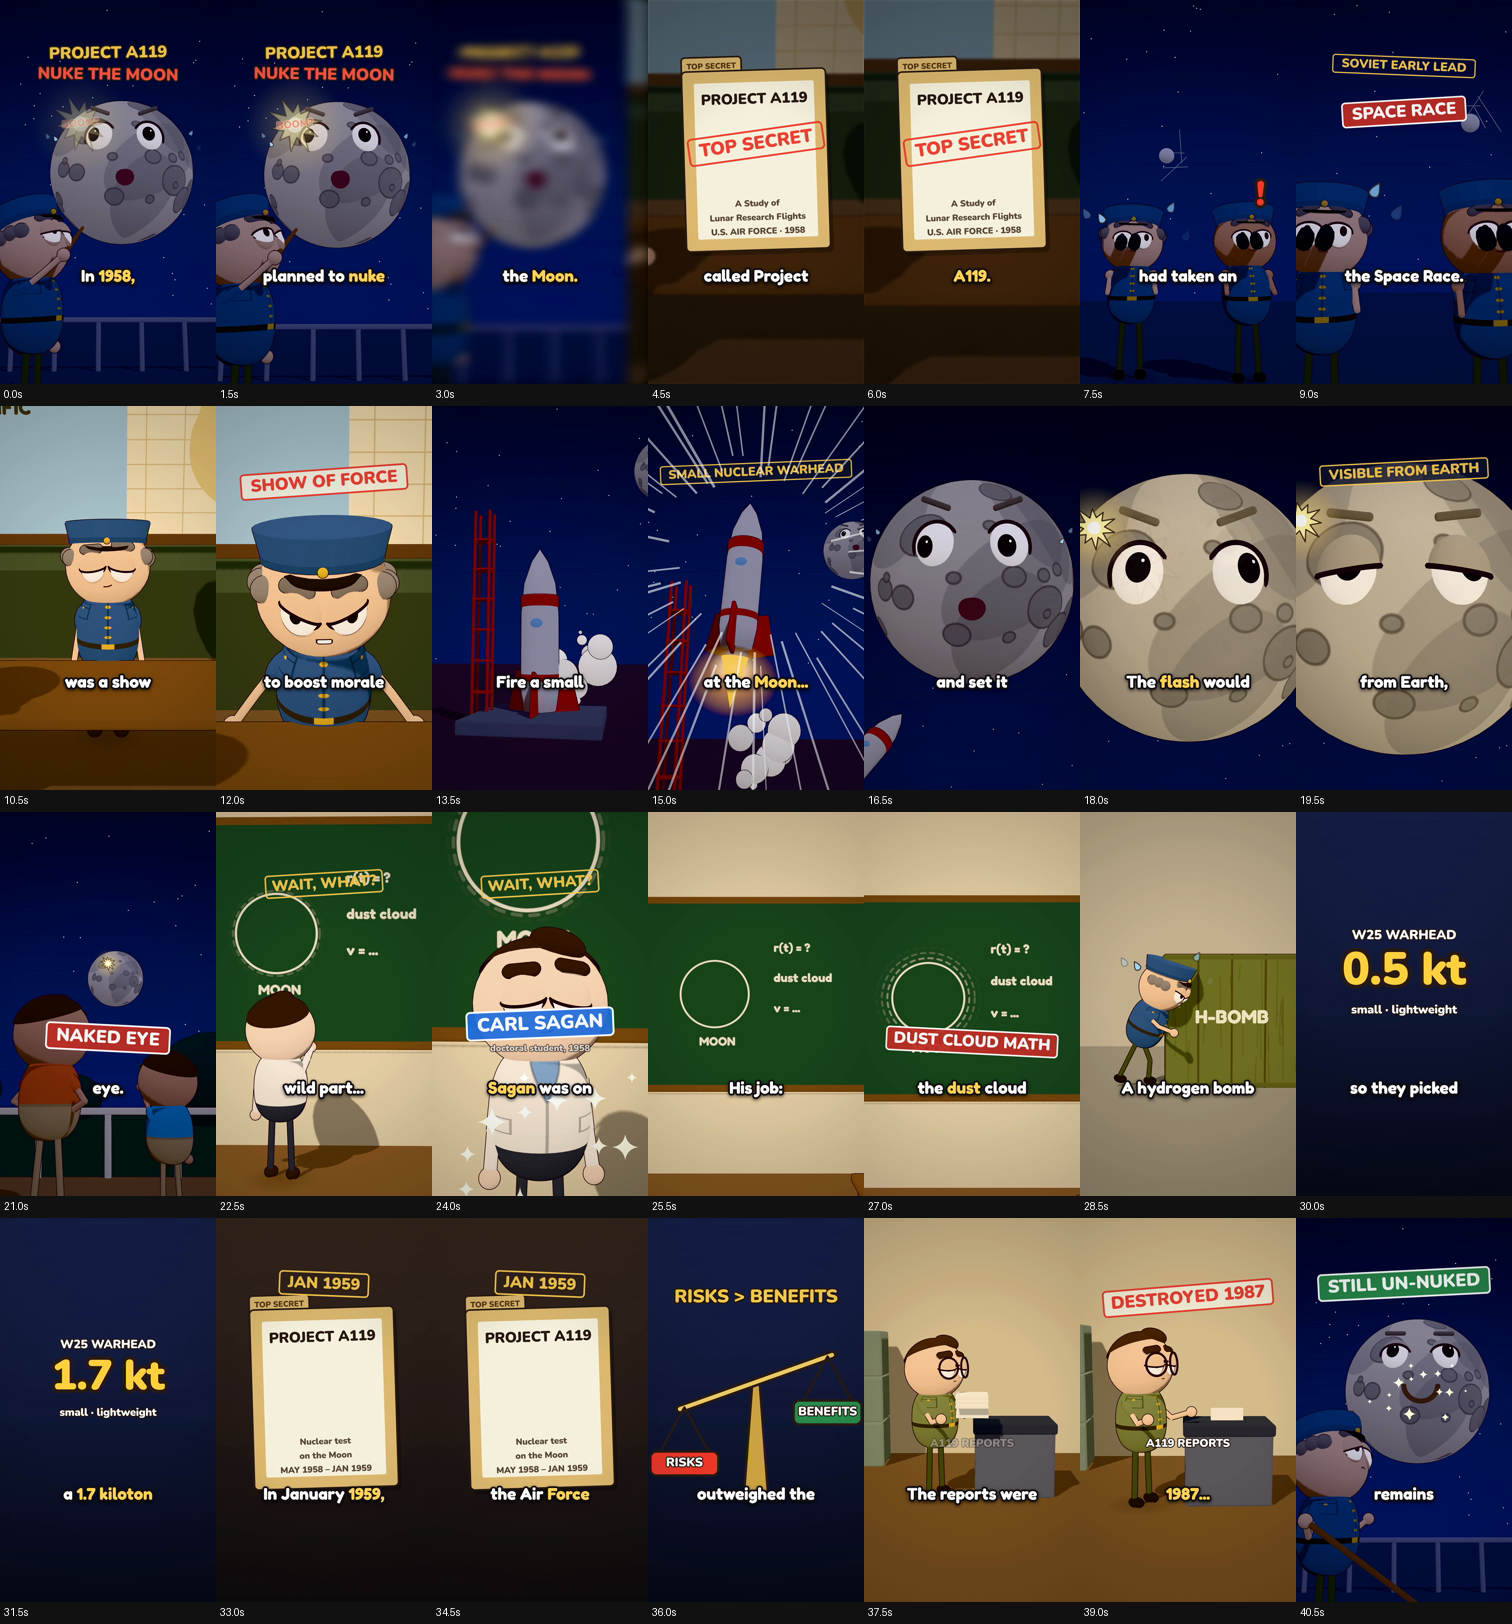 PROJECT A119
NUKE THE MOON
BOOM?
In 1958,
0.0s
PROJECT A119
NUKE THE MOON
BOOM?
planned to nuke
1.5s
PROJECT A119
NUKE THE MOON
the Moon.
3.0s
TOP SECRET
PROJECT A119
TOP SECRET
A Study of
Lunar Research Flights
U.S. AIR FORCE · 1958
called Project
4.5s
TOP SECRET
PROJECT A119
TOP SECRET
A Study of
Lunar Research Flights
U.S. AIR FORCE · 1958
A119.
6.0s
!
had taken an
7.5s
SOVIET EARLY LEAD
SPACE RACE
the Space Race.
9.0s
was a show
10.5s
SHOW OF FORCE
to boost morale
12.0s
Fire a small
13.5s
SMALL NUCLEAR WARHEAD
at the Moon...
15.0s
and set it
16.5s
The flash would
18.0s
VISIBLE FROM EARTH
from Earth,
19.5s
NAKED EYE
eye.
21.0s
WAIT, WHAT?
r(t) = ?
dust cloud
v = ...
MOON
wild part...
22.5s
WAIT, WHAT?
MOON
CARL SAGAN
doctoral student, 1958
Sagan was on
24.0s
r(t) = ?
dust cloud
v = ...
MOON
His job:
25.5s
r(t) = ?
dust cloud
v = ...
DUST CLOUD MATH
the dust cloud
27.0s
H-BOMB
A hydrogen bomb
28.5s
W25 WARHEAD
0.5 kt
small · lightweight
so they picked
30.0s
W25 WARHEAD
1.7 kt
small · lightweight
a 1.7 kiloton
31.5s
JAN 1959
TOP SECRET
PROJECT A119
Nuclear test
on the Moon
MAY 1958 – JAN 1959
In January 1959,
33.0s
JAN 1959
TOP SECRET
PROJECT A119
Nuclear test
on the Moon
MAY 1958 – JAN 1959
the Air Force
34.5s
RISKS > BENEFITS
BENEFITS
RISKS
outweighed the
36.0s
A119 REPORTS
The reports were
37.5s
DESTROYED 1987
A119 REPORTS
1987...
39.0s
STILL UN-NUKED
remains
40.5s